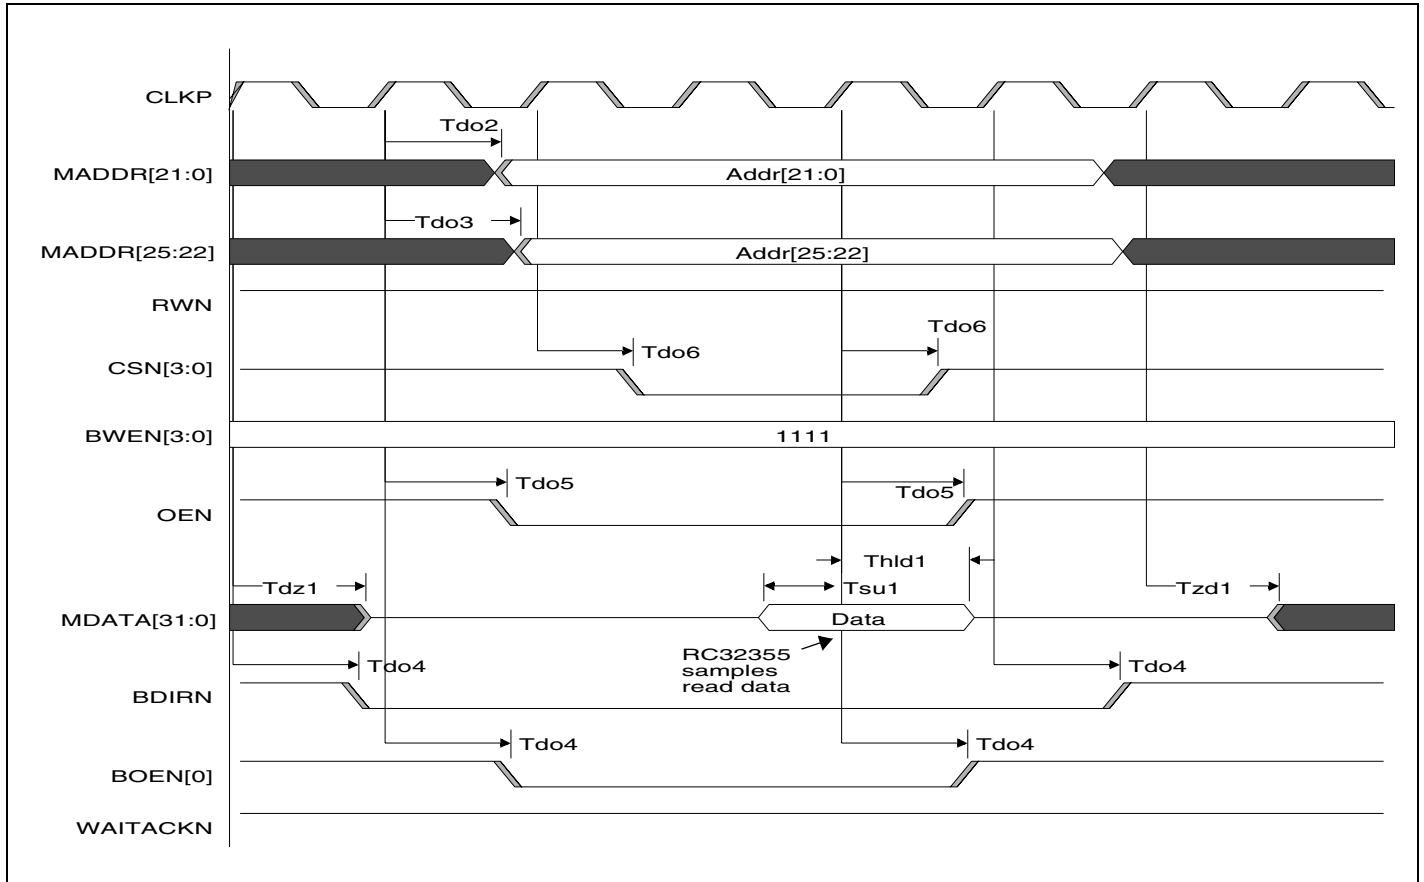 CLKP
Tdo2
MADDR[21:0]
Addr[21:0]
Tdo3
MADDR[25:22]
Addr[25:22]
RWN
Tdo6
Tdo6
CSN[3:0]
BWEN[3:0]
1111
Tdo5
Tdo5
OEN
Thld1
Tdz1
Tsu1
Tzd1
MDATA[31:0]
Data
RC32355
samples
read data
Tdo4
Tdo4
BDIRN
Tdo4
Tdo4
BOEN[0]
WAITACKN